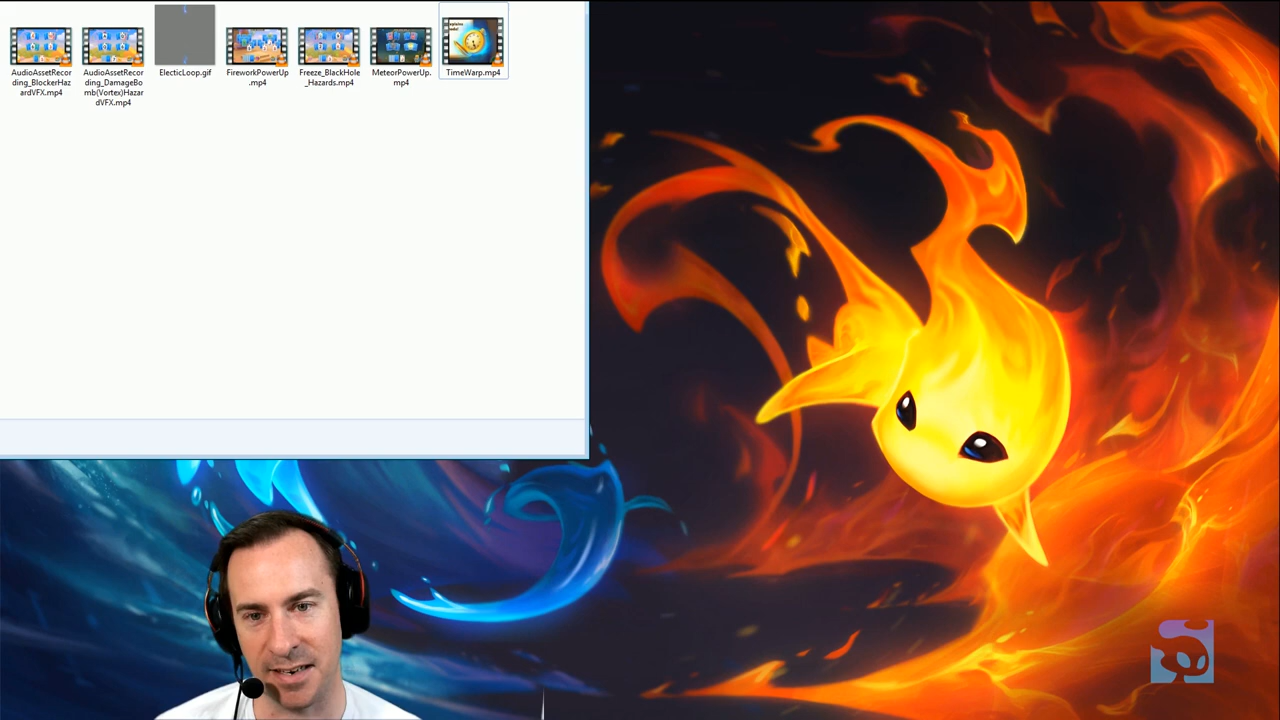 AudioAssetRecor
ding_BlockerHaz
ardVFX.mp4
AudioAssetRecor
ding_DamageBo
mb(Vortex)Hazar
dVFX.mp4
ElecticLoop.gif
FireworkPowerUp
.mp4
Freeze_BlackHole
_Hazards.mp4
MeteorPowerUp.
mp4
TimeWarp.mp4